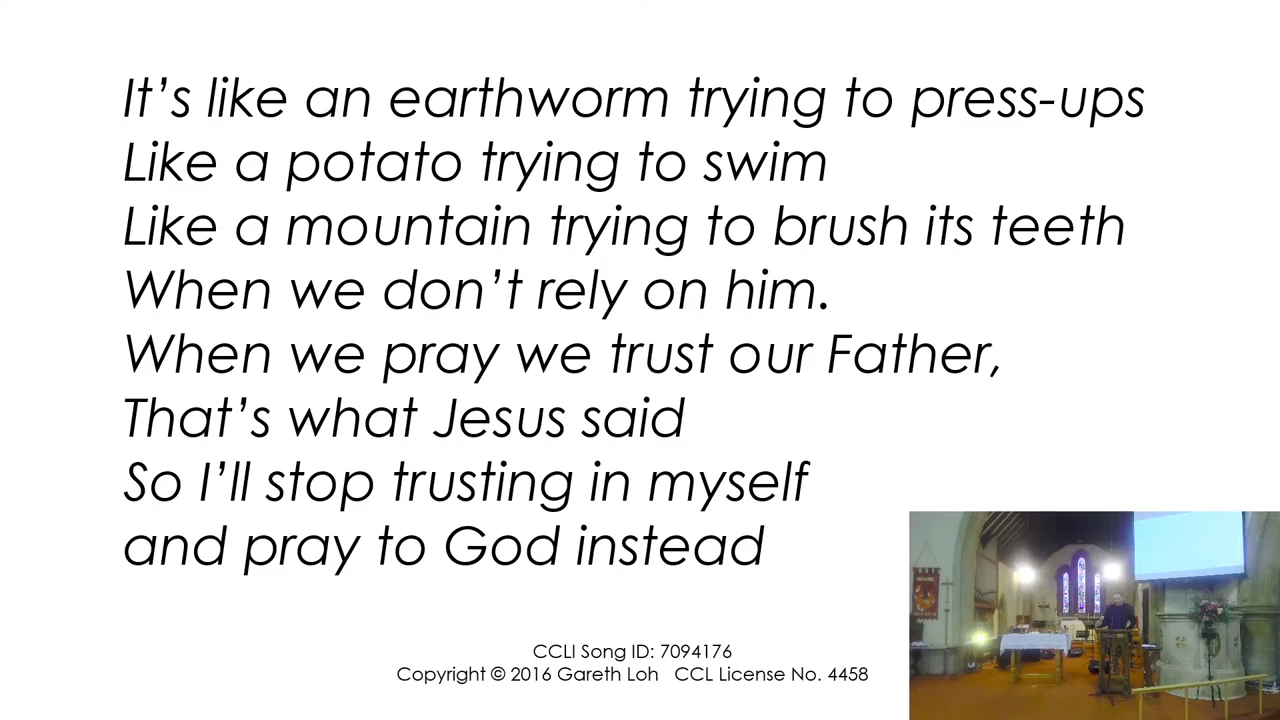 It's like an earthworm trying to press-ups
Like a potato trying to swim
Like a mountain trying to brush its teeth
When we don't rely on him.
When we pray we trust our Father,
That's what Jesus said
So I'll stop trusting in myself
and pray to God instead
CCLI Song ID: 7094176
Copyright © 2016 Gareth Loh CCL License No. 4458